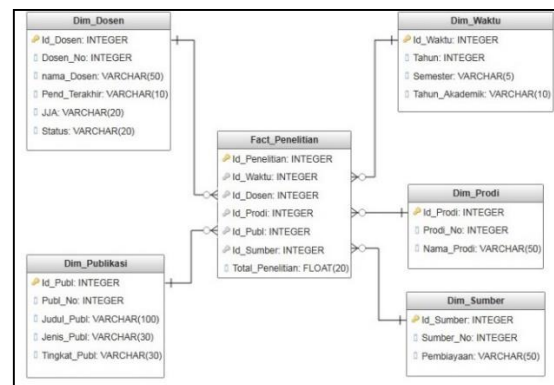 Dim_Dosen
Id_Dosen: INTEGER
Dosen_No: INTEGER
nama_Dosen: VARCHAR(50)
Pend_Terakhir: VARCHAR(10)
JJA: VARCHAR(20)
Status: VARCHAR(20)
Dim_Waktu
Id_Waktu: INTEGER
Tahun: INTEGER
Semester: VARCHAR(5)
Tahun_Akademik: VARCHAR(10)
Fact_Penelitian
Id_Penelitian: INTEGER
Id_Waktu: INTEGER
Id_Dosen: INTEGER
Id_Prodi: INTEGER
Id_Publ: INTEGER
Id_Sumber: INTEGER
Total_Penelitian: FLOAT(20)
Dim_Prodi
Id_Prodi: INTEGER
Prodi_No: INTEGER
Nama_Prodi: VARCHAR(50)
Dim_Publikasi
Id_Publ: INTEGER
Publ_No: INTEGER
Judul_Publ: VARCHAR(100)
Jenis_Publ: VARCHAR(30)
Tingkat_Publ: VARCHAR(30)
Dim_Sumber
Id_Sumber: INTEGER
Sumber_No: INTEGER
Pembiayaan: VARCHAR(50)